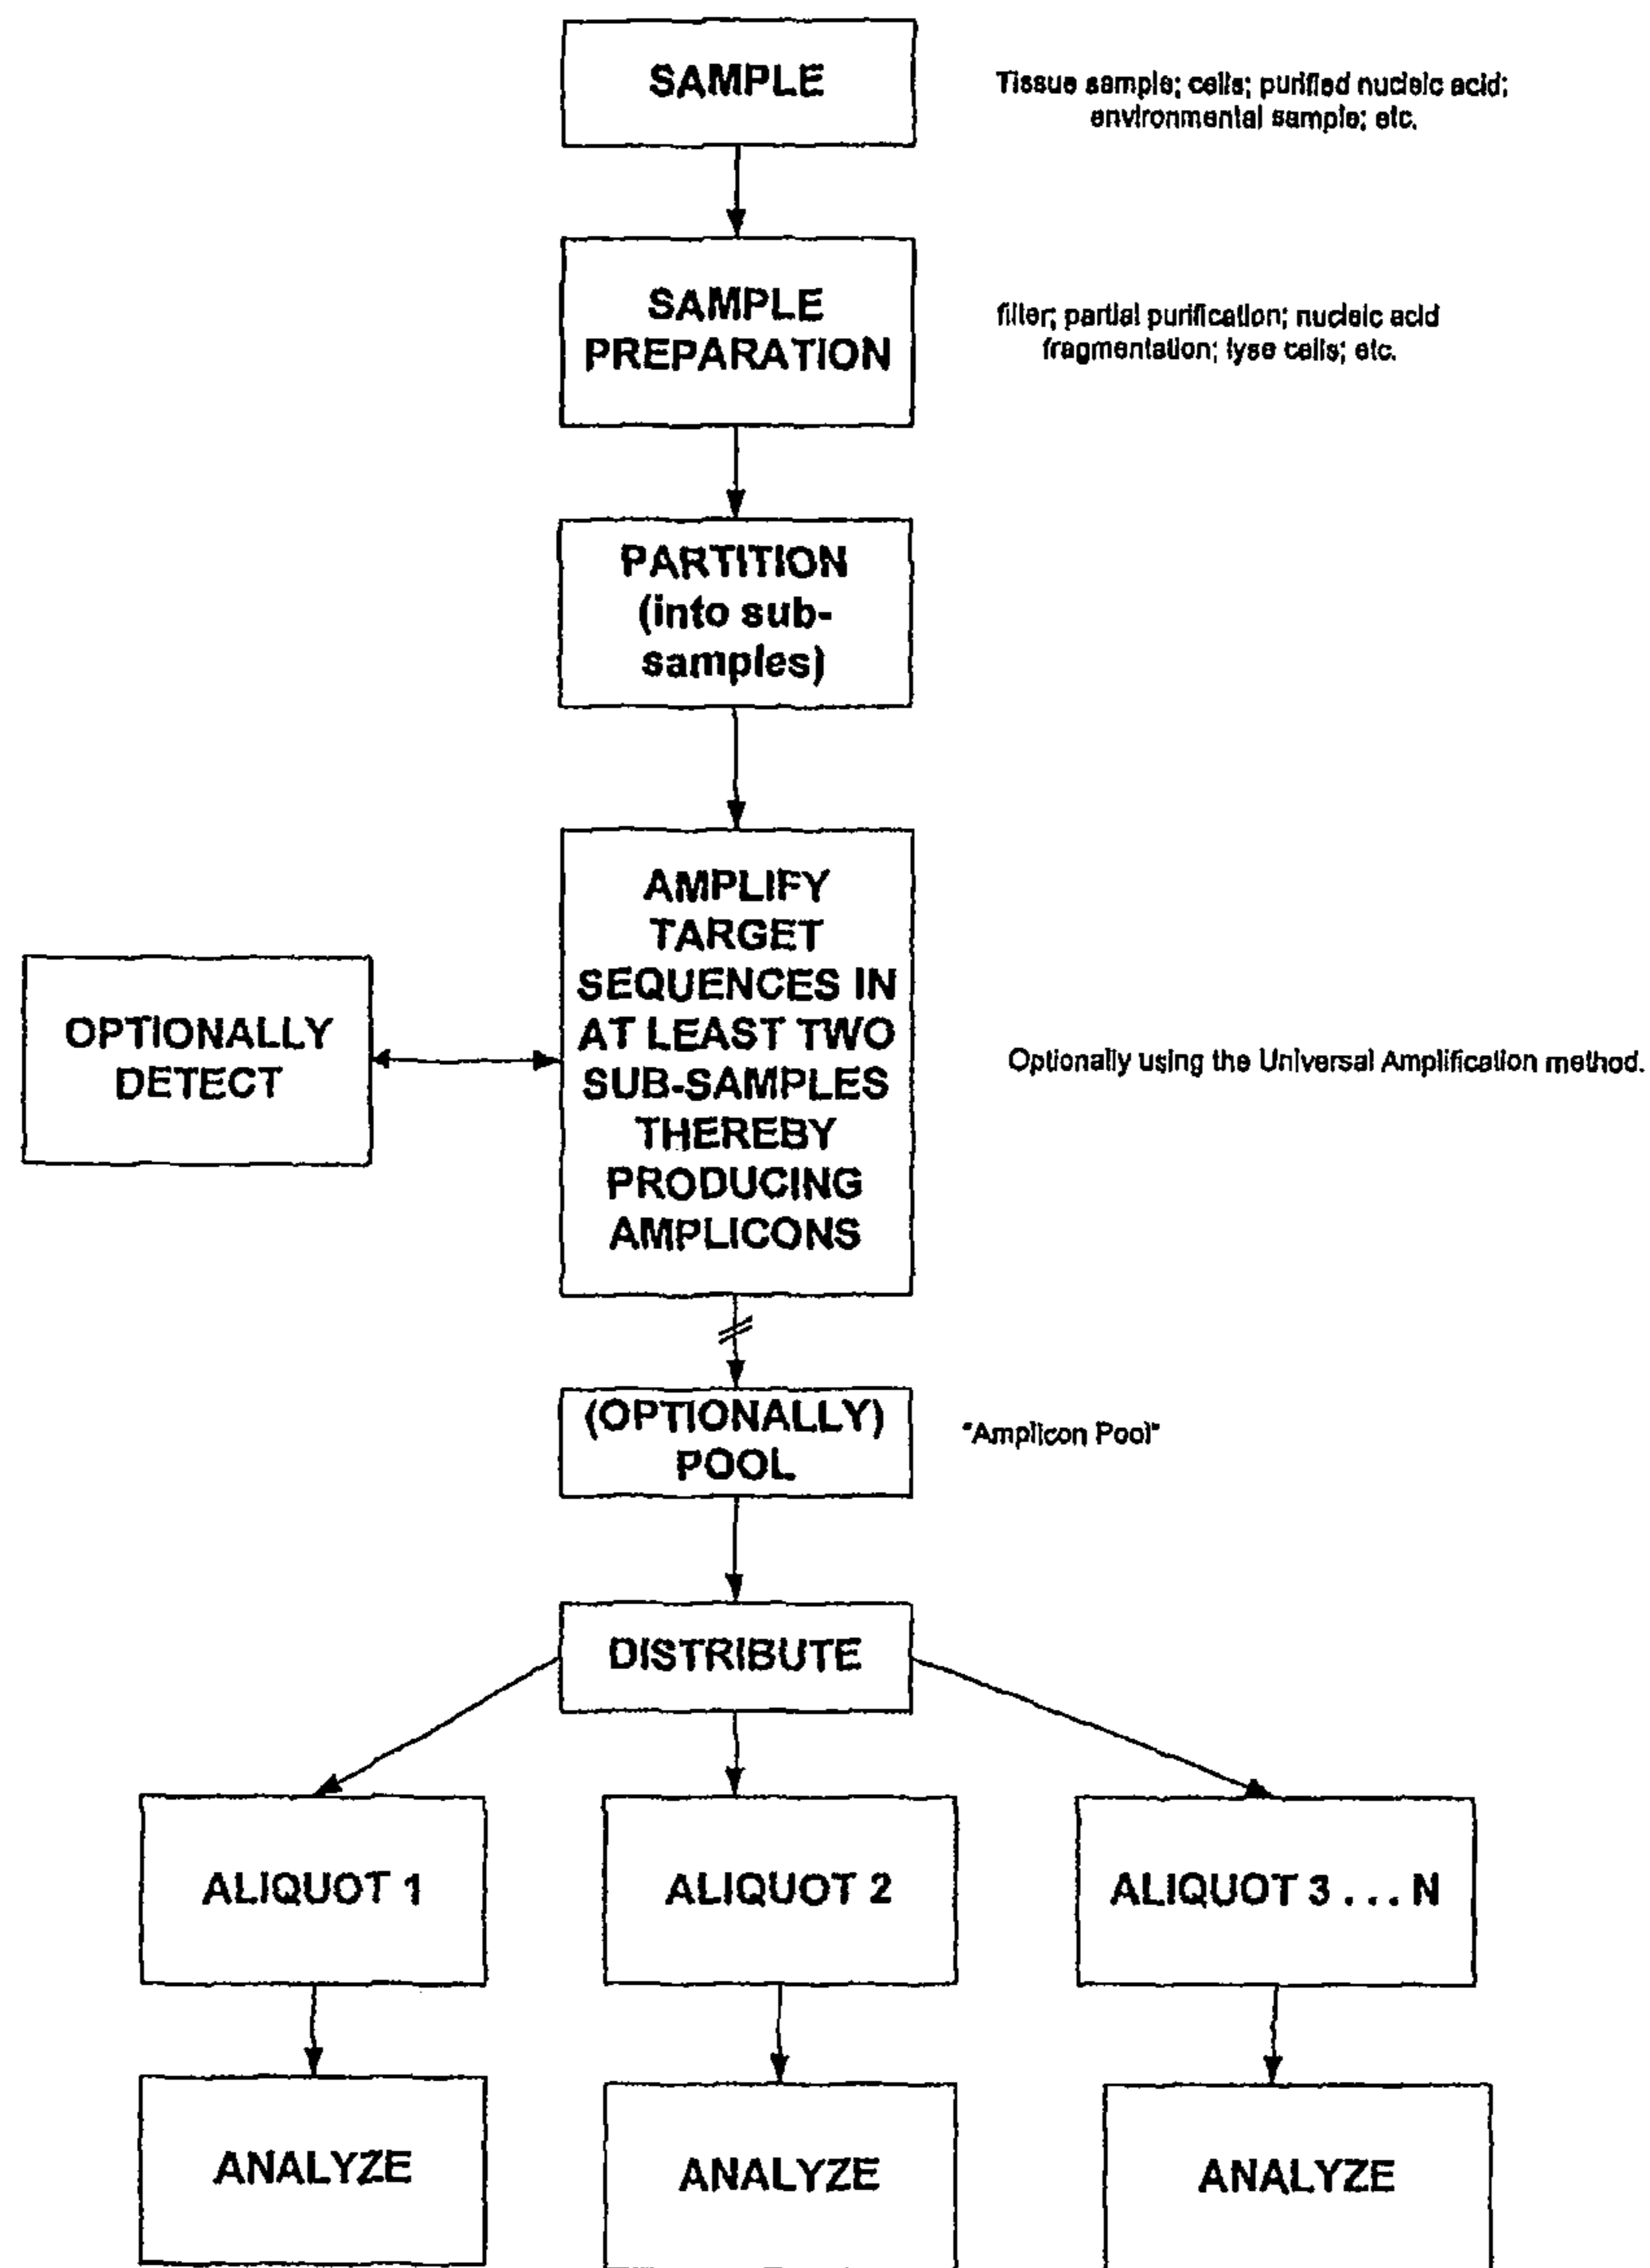 SAMPLE
Tissue sample; cells; purified nucleic acid;
environmental sample; etc.
SAMPLE
PREPARATION
filter; partial purification; nucleic acid
fragmentation; lyse cells; etc.
PARTITION
(into sub-
samples)
AMPLIFY
TARGET
SEQUENCES IN
AT LEAST TWO
SUB-SAMPLES
THEREBY
PRODUCING
AMPLICONS
OPTIONALLY
DETECT
Optionally using the Universal Amplification method.
(OPTIONALLY)
POOL
"Amplicon Pool"
DISTRIBUTE
ALIQUOT 1
ALIQUOT 2
ALIQUOT 3 . . . N
ANALYZE
ANALYZE
ANALYZE